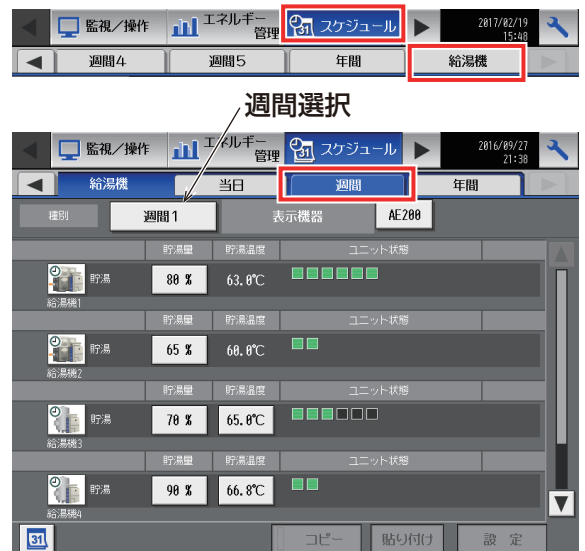 監視/操作 エネルギー管理 31 スケジュール 2017/02/19 15:48
週間4 週間5 年間 給湯機
週間選択
監視/操作 エネルギー管理 31 スケジュール 2016/09/27 21:38
給湯機 当日 週間 年間
種別 週間1 表示機器 AE200
貯湯量 貯湯温度 ユニット状態
貯湯 80 % 63.0℃
給湯機1
貯湯量 貯湯温度 ユニット状態
貯湯 65 % 60.0℃
給湯機2
貯湯量 貯湯温度 ユニット状態
貯湯 70 % 65.0℃
給湯機3
貯湯量 貯湯温度 ユニット状態
貯湯 90 % 66.8℃
給湯機4
31 コピー 貼り付け 設 定